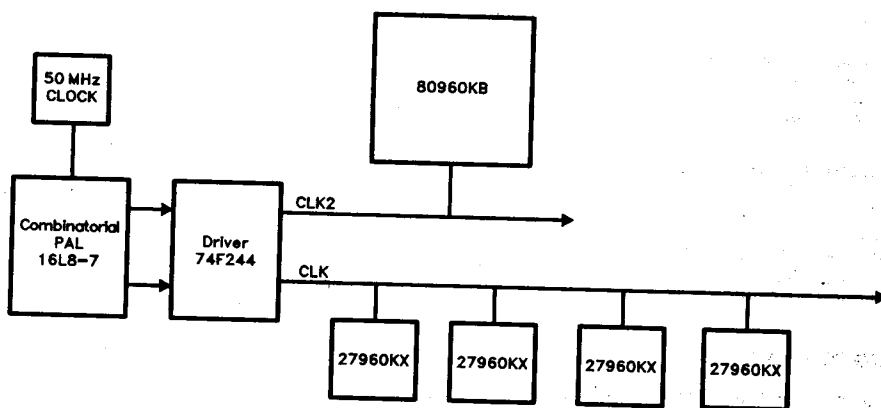 50 MHz
CLOCK
80960KB
Combinatorial
PAL
16L8-7
Driver
74F244
CLK2
CLK
27960KX
27960KX
27960KX
27960KX